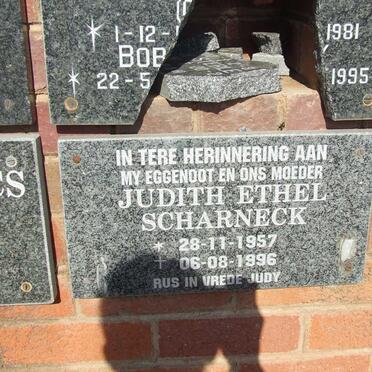 * 1-12-
BOB
* 22-5
1981
1995
IN TERE HERINNERING AAN
MY EGGENOOT EN ONS MOEDER
JUDITH ETHEL
SCHARNECK
* 28-11-1957
† 06-08-1996
RUS IN VREDE JUDY